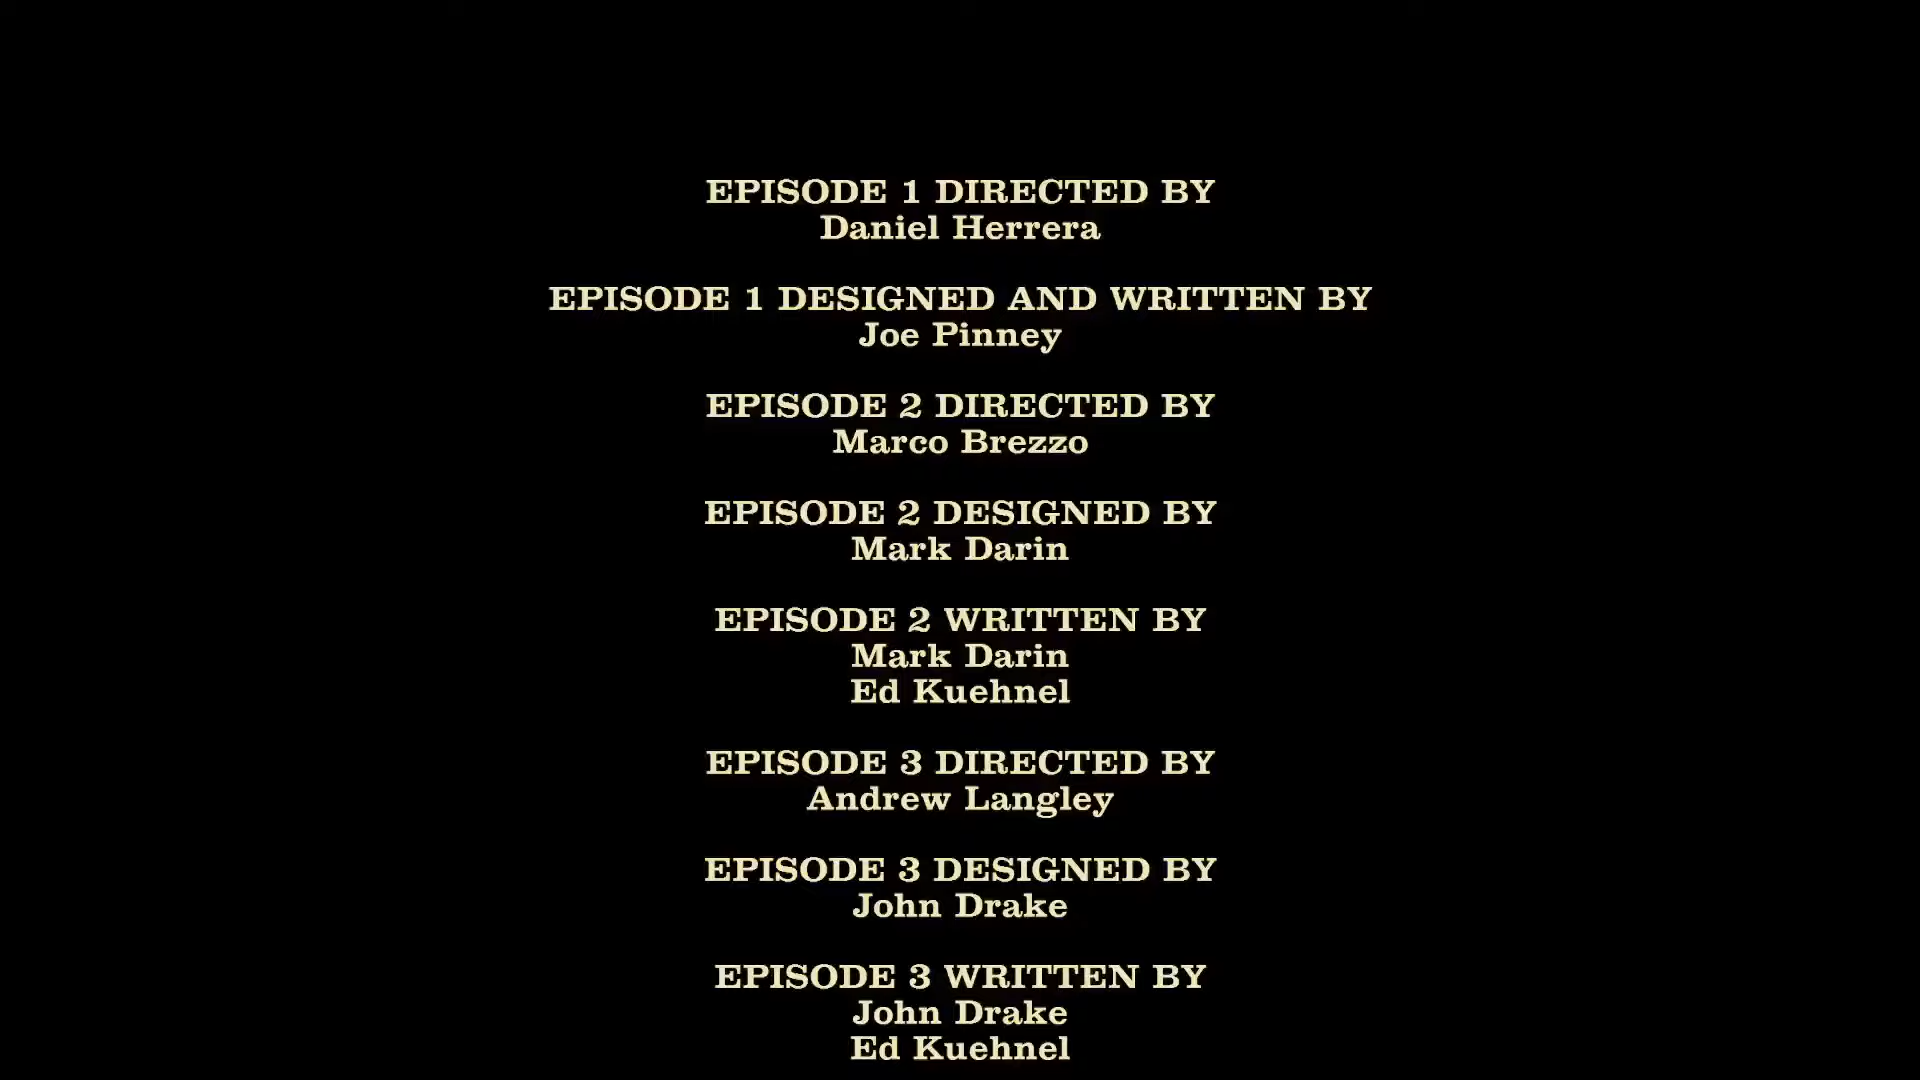 EPISODE 1 DIRECTED BY
Daniel Herrera
EPISODE 1 DESIGNED AND WRITTEN BY
Joe Pinney
EPISODE 2 DIRECTED BY
Marco Brezzo
EPISODE 2 DESIGNED BY
Mark Darin
EPISODE 2 WRITTEN BY
Mark Darin
Ed Kuehnel
EPISODE 3 DIRECTED BY
Andrew Langley
EPISODE 3 DESIGNED BY
John Drake
EPISODE 3 WRITTEN BY
John Drake
Ed Kuehnel